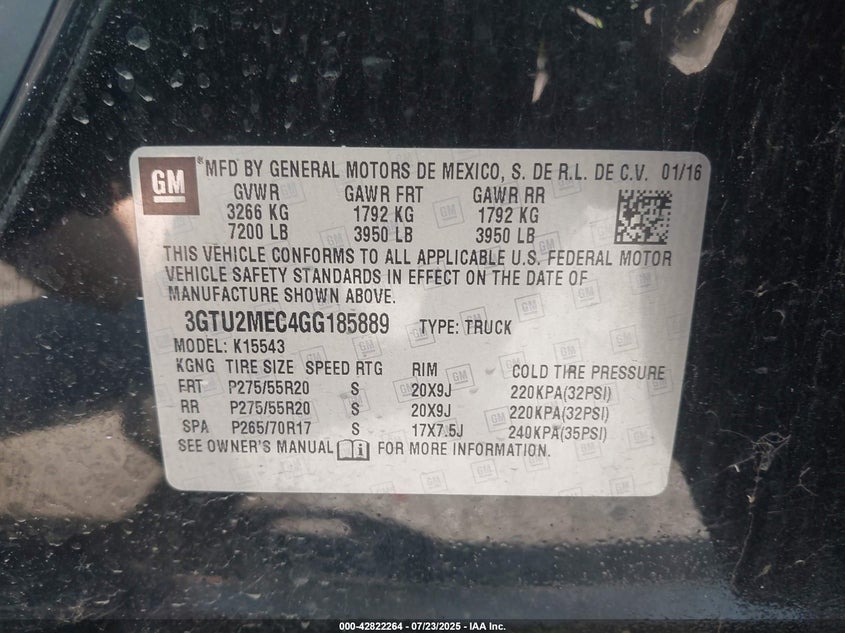 GM
® MFD BY GENERAL MOTORS DE MEXICO, S. DE R.L. DE C.V. 01/16
GVWR GAWR FRT GAWR RR
3266 KG 1792 KG 1792 KG
7200 LB 3950 LB 3950 LB
THIS VEHICLE CONFORMS TO ALL APPLICABLE U.S. FEDERAL MOTOR
VEHICLE SAFETY STANDARDS IN EFFECT ON THE DATE OF
MANUFACTURE SHOWN ABOVE.
3GTU2MEC4GG185889 TYPE: TRUCK
MODEL: K15543
KGNG TIRE SIZE SPEED RTG RIM COLD TIRE PRESSURE
FRT P275/55R20 S 20X9J 220KPA(32PSI)
RR P275/55R20 S 20X9J 220KPA(32PSI)
SPA P265/70R17 S 17X7.5J 240KPA(35PSI)
SEE OWNER'S MANUAL FOR MORE INFORMATION.
000-42822264 - 07/23/2025 - IAA Inc.